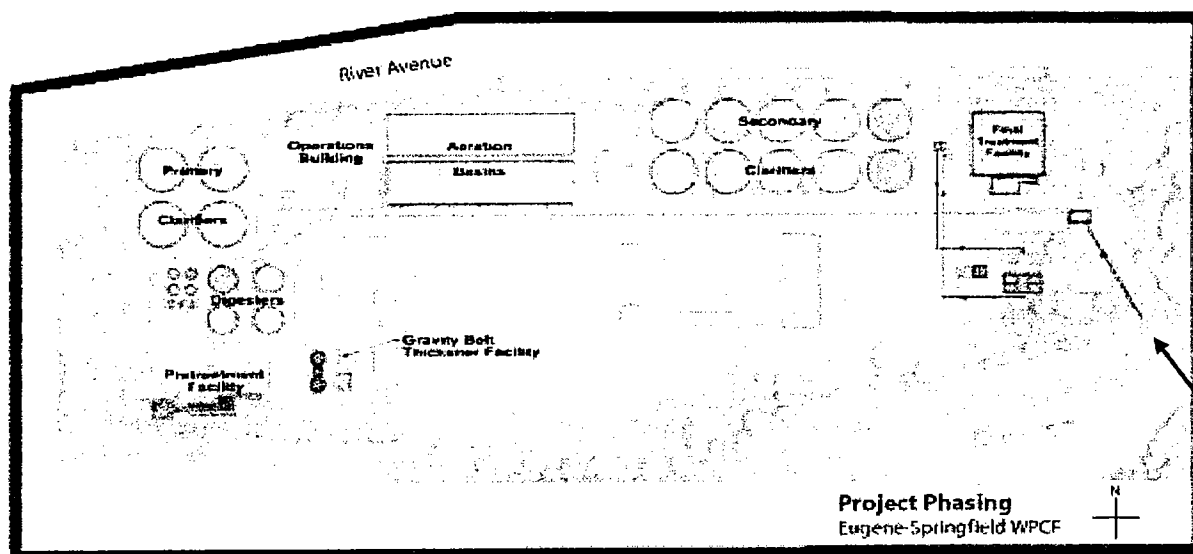 River Avenue
Operations
Building
Aeration
Basins
Secondary
Clarifiers
Final
Treatment
Facility
Primary
Clarifiers
Digesters
Gravity Belt
Thickener Facility
Pretreatment
Facility
Project Phasing
Eugene-Springfield WPCF
N